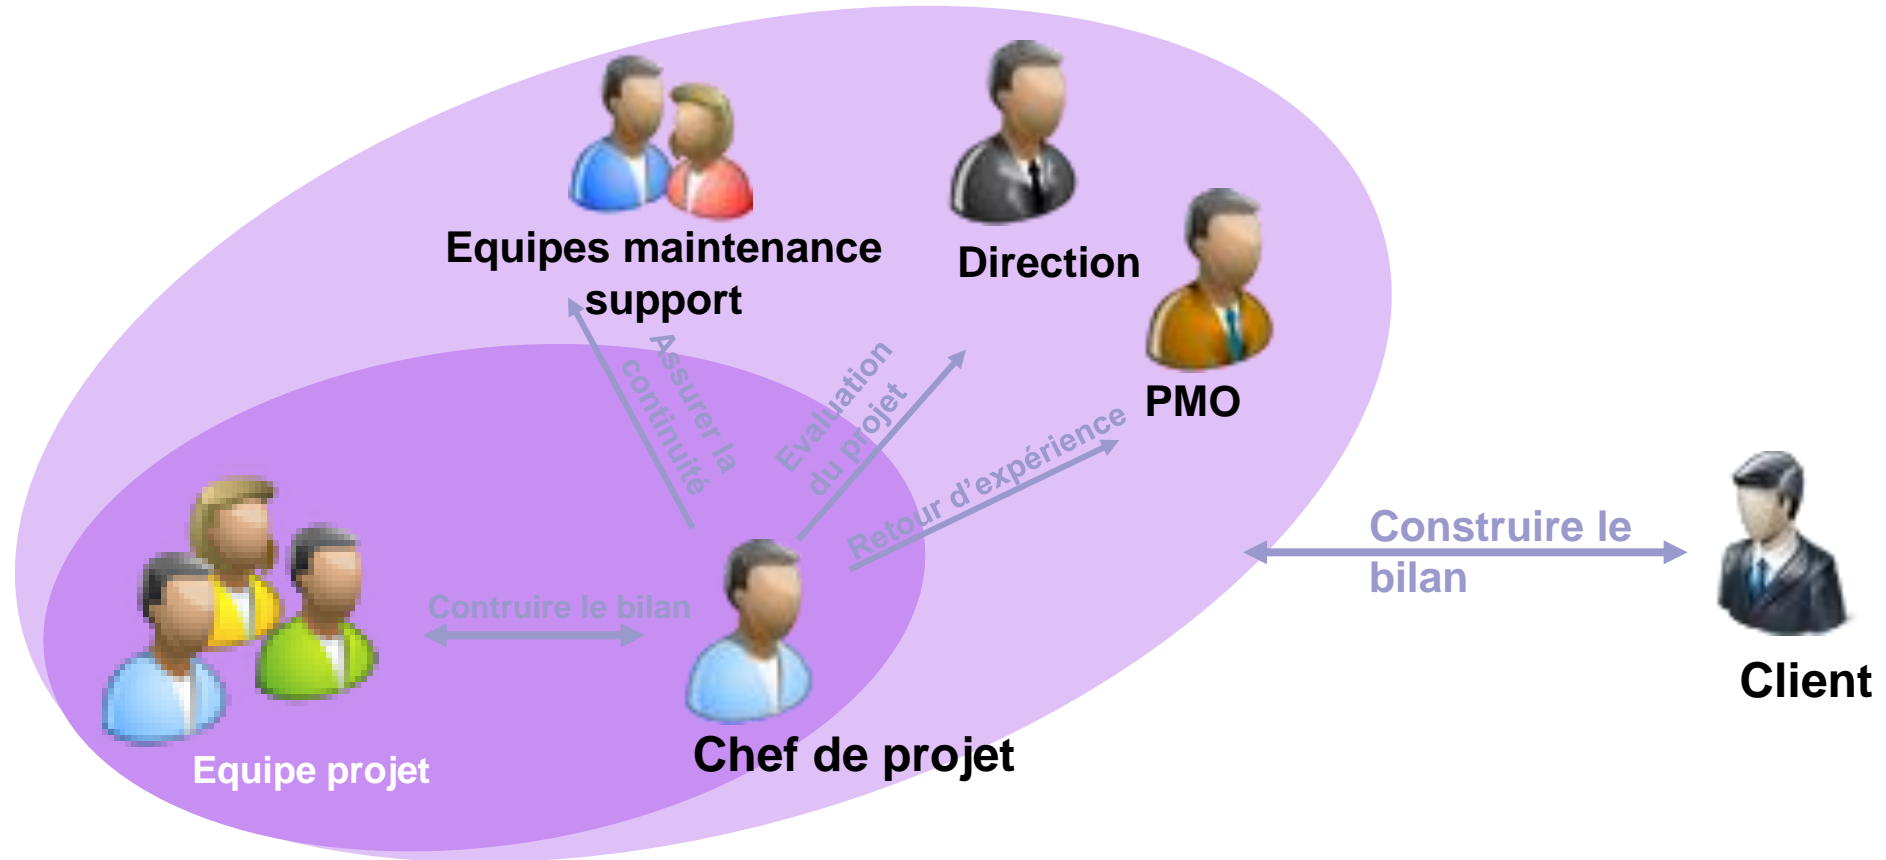 Equipes maintenance
support
Direction
PMO
Assurer la
continuité
Evaluation
du projet
Retour d’expérience
Construire le
bilan
Client
Contruire le bilan
Chef de projet
Equipe projet